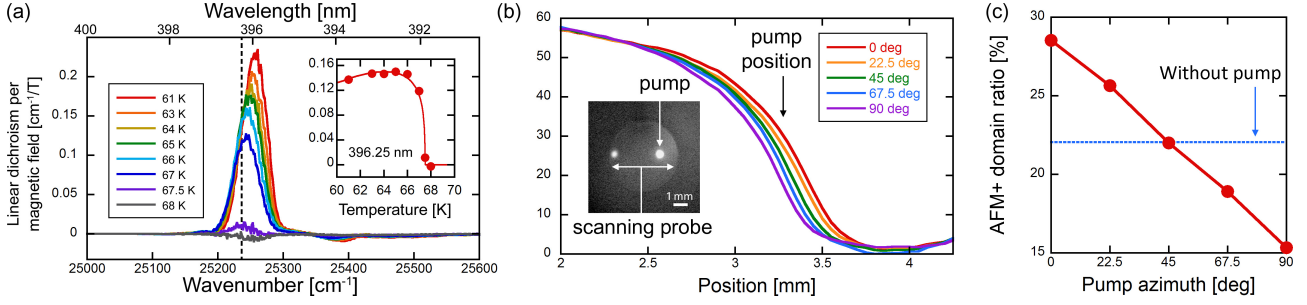 (a)
Wavelength [nm]
400 398 396 394 392
Linear dichroism per
magnetic field [cm⁻¹/T]
0.2
0.15
0.1
0.05
0
61 K
63 K
64 K
65 K
66 K
67 K
67.5 K
68 K
0.16
0.12
0.08
0.04
0
396.25 nm
60 62 64 66 68 70
Temperature [K]
25000 25100 25200 25300 25400 25500 25600
Wavenumber [cm⁻¹]
(b)
60
50
40
30
20
10
0
pump
position
pump
0 deg
22.5 deg
45 deg
67.5 deg
90 deg
1 mm
scanning probe
2 2.5 3 3.5 4
Position [mm]
(c)
AFM+ domain ratio [%]
30
25
20
15
Without pump
0 22.5 45 67.5 90
Pump azimuth [deg]